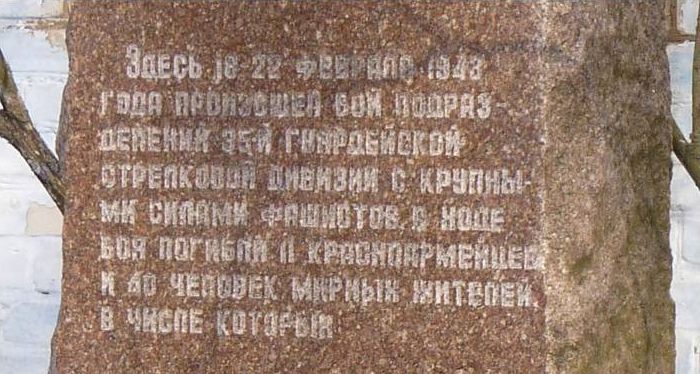 Здесь 18-22 февраля 1943
года произошел бой подраз-
делений 35-й гвардейской
стрелковой дивизии с крупны-
ми силами фашистов. В ходе
боя погибли 11 красноармейцев
и 40 человек мирных жителей,
в числе которых